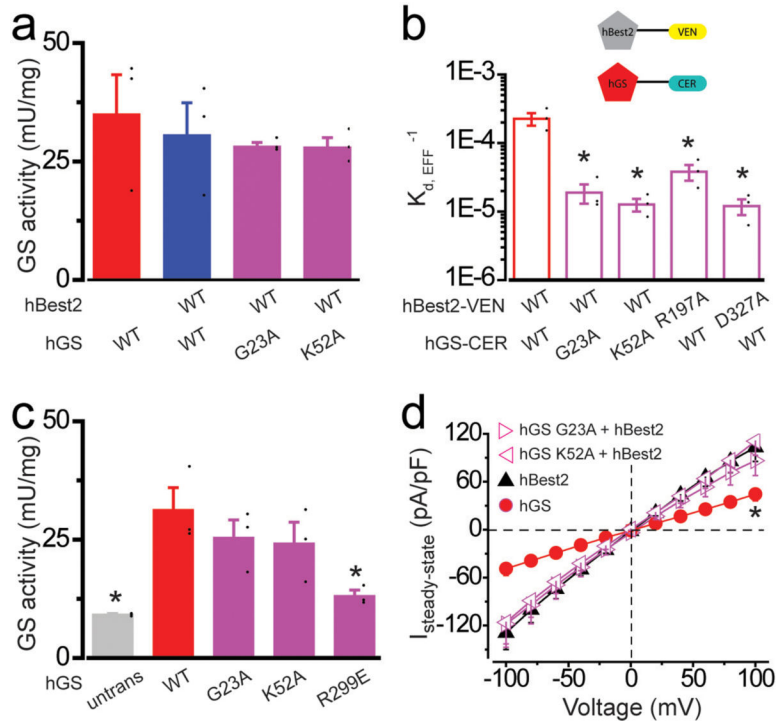 a
50
25
0
GS activity (mU/mg)
hBest2 WT WT WT
hGS WT WT G23A K52A
b
hBest2 VEN
hGS CER
1E-3
1E-4
1E-5
1E-6
K d, EFF -1
* * * *
hBest2-VEN WT WT WT R197A D327A
hGS-CER WT G23A K52A WT WT
c
50
25
0
GS activity (mU/mg)
* *
hGS untrans WT G23A K52A R299E
d
hGS G23A + hBest2
hGS K52A + hBest2
hBest2
hGS
120
60
0
-60
-120
I steady-state (pA/pF)
*
-100 -50 0 50 100
Voltage (mV)